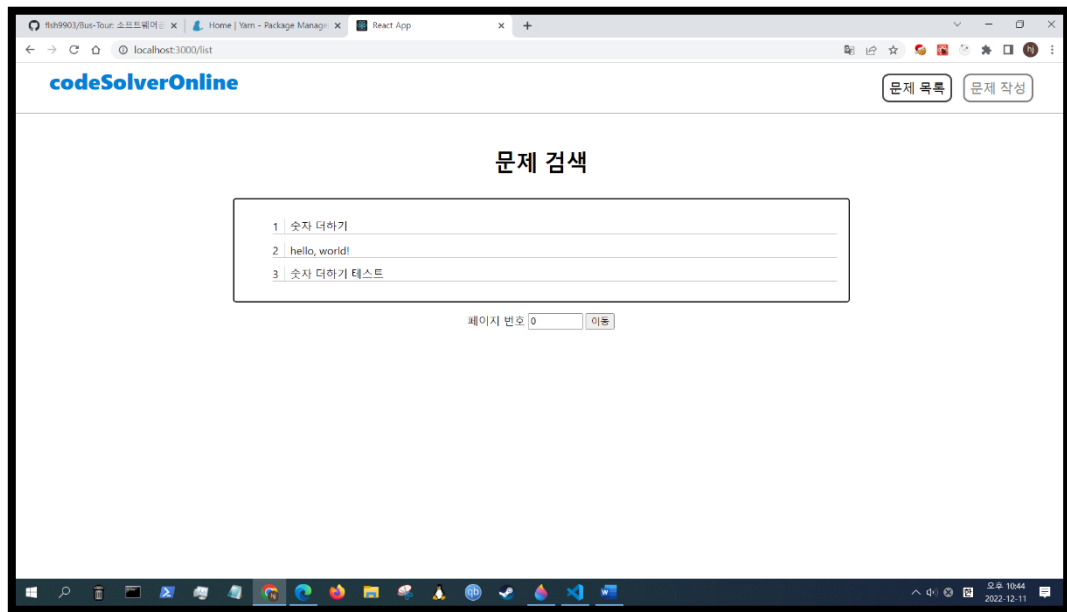 flsh9903/Bus-Tour: 소프트웨어공
Home | Yarn - Package Manage
React App
localhost:3000/list
hj
codeSolverOnline
문제 목록
문제 작성
문제 검색
1 숫자 더하기
2 hello, world!
3 숫자 더하기 테스트
페이지 번호 0 이동
오후 10:44
2022-12-11